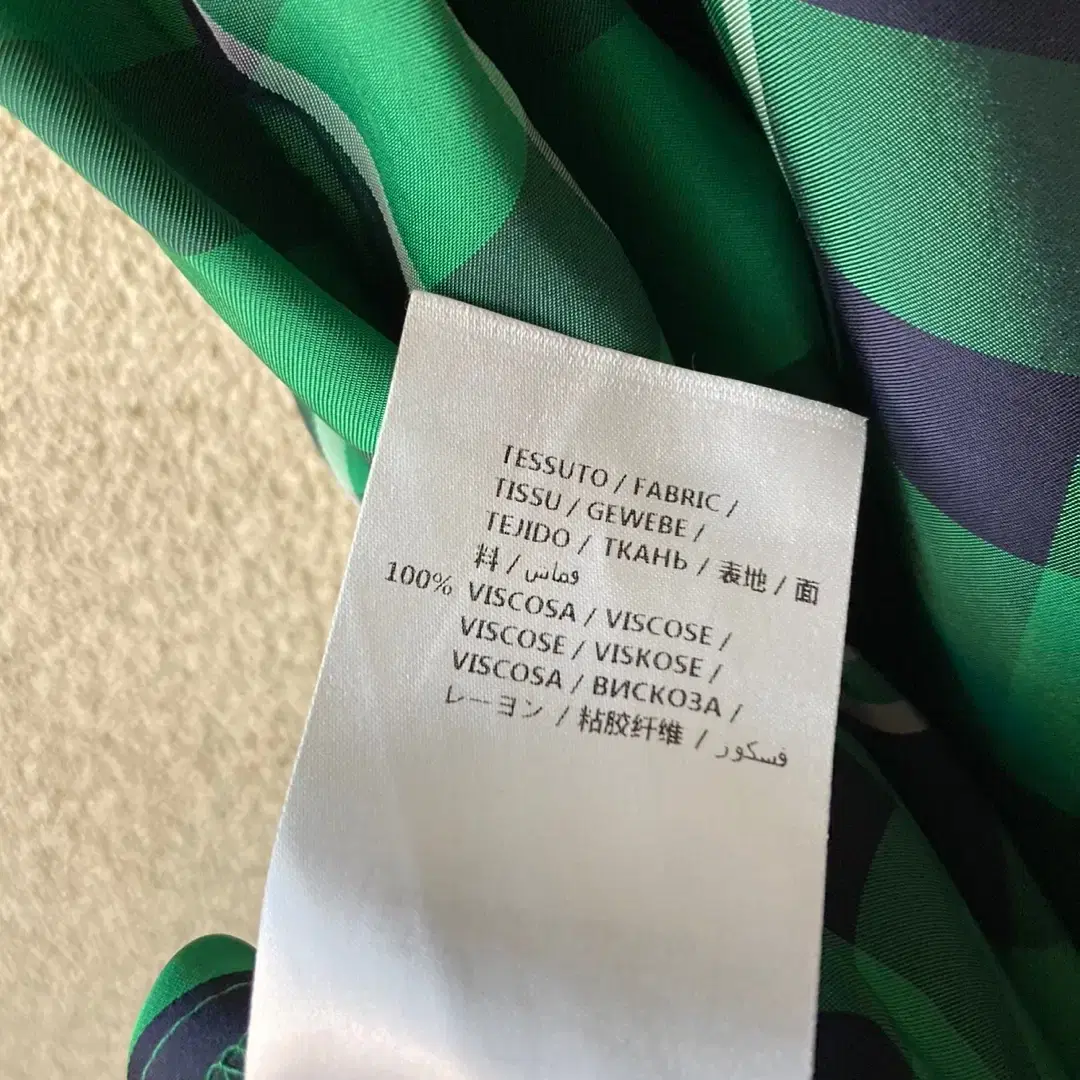 TESSUTO / FABRIC /
TISSU / GEWEBE /
TEJIDO / ТКАНЬ / 表地 / 面
料 / قماش
100% VISCOSA / VISCOSE /
VISCOSE / VISKOSE /
VISCOSA / ВИСКОЗА /
レーヨン / 粘胶纤维 / فسكور